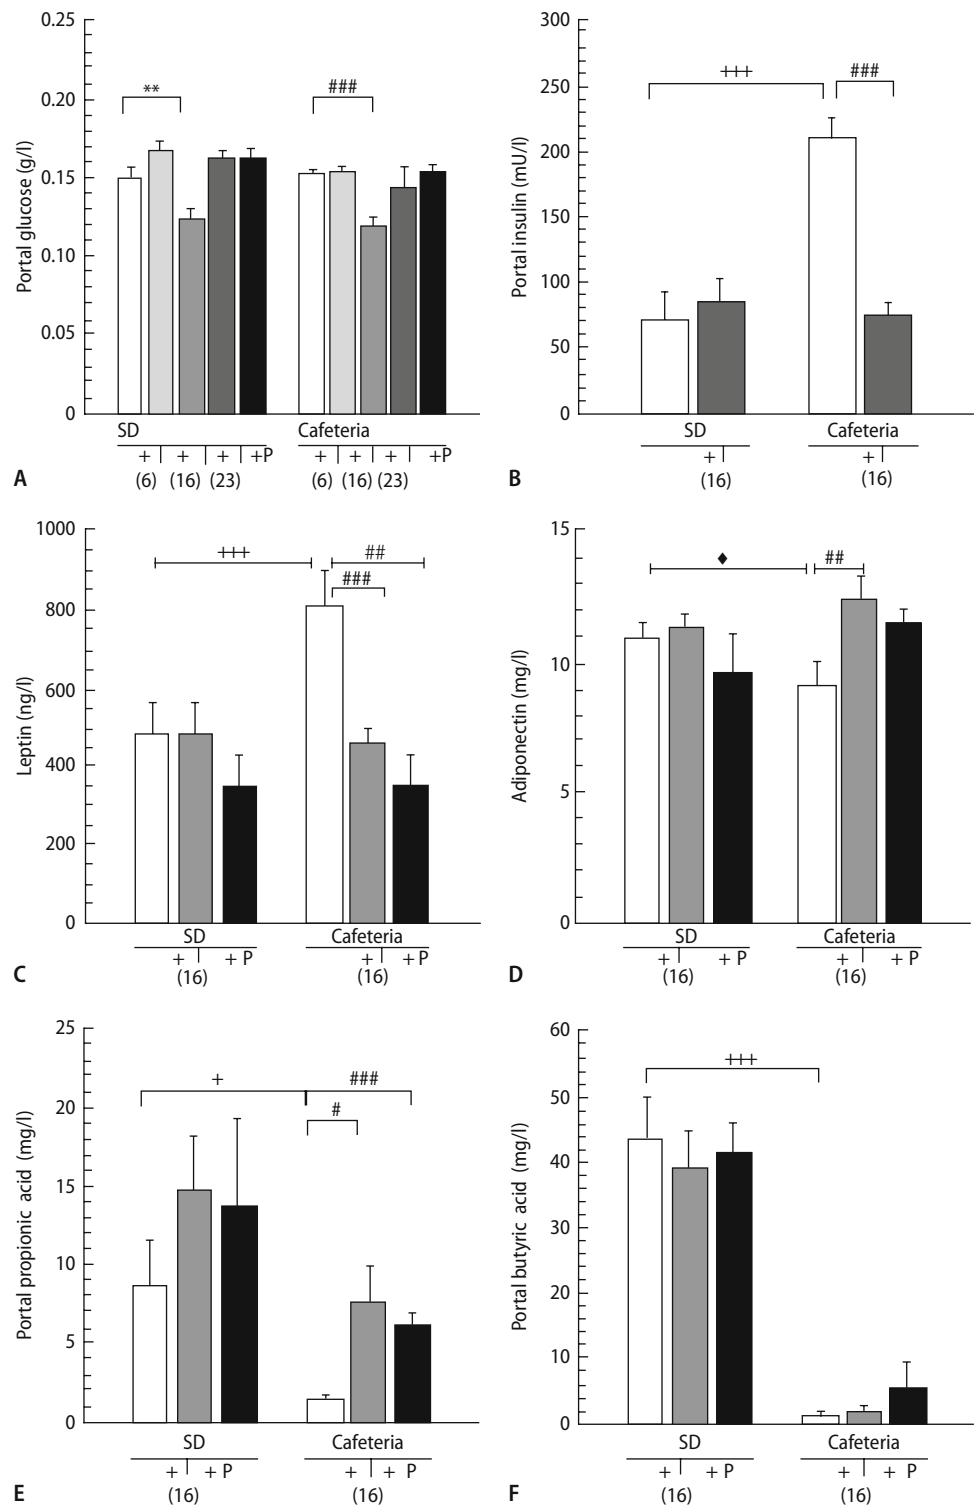 0.25
0.20
0.15
0.10
0.05
0
Portal glucose (g/l)
**
###
SD
Cafeteria
+ + + +P
+ + + +P
(6) (16) (23)
(6) (16) (23)
A
300
250
200
150
100
50
0
Portal insulin (mU/l)
+++
###
SD
Cafeteria
+
+
(16)
(16)
B
1000
800
600
400
200
0
Leptin (ng/l)
+++
##
###
SD
Cafeteria
+ + P
+ + P
(16)
(16)
C
15
10
5
0
Adiponectin (mg/l)
♦
##
SD
Cafeteria
+ + P
+ + P
(16)
(16)
D
25
20
15
10
5
0
Portal propionic acid (mg/l)
+
###
#
SD
Cafeteria
+ + P
+ + P
(16)
(16)
E
60
50
40
30
20
10
0
Portal butyric acid (mg/l)
+++
SD
Cafeteria
+ + P
+ + P
(16)
(16)
F